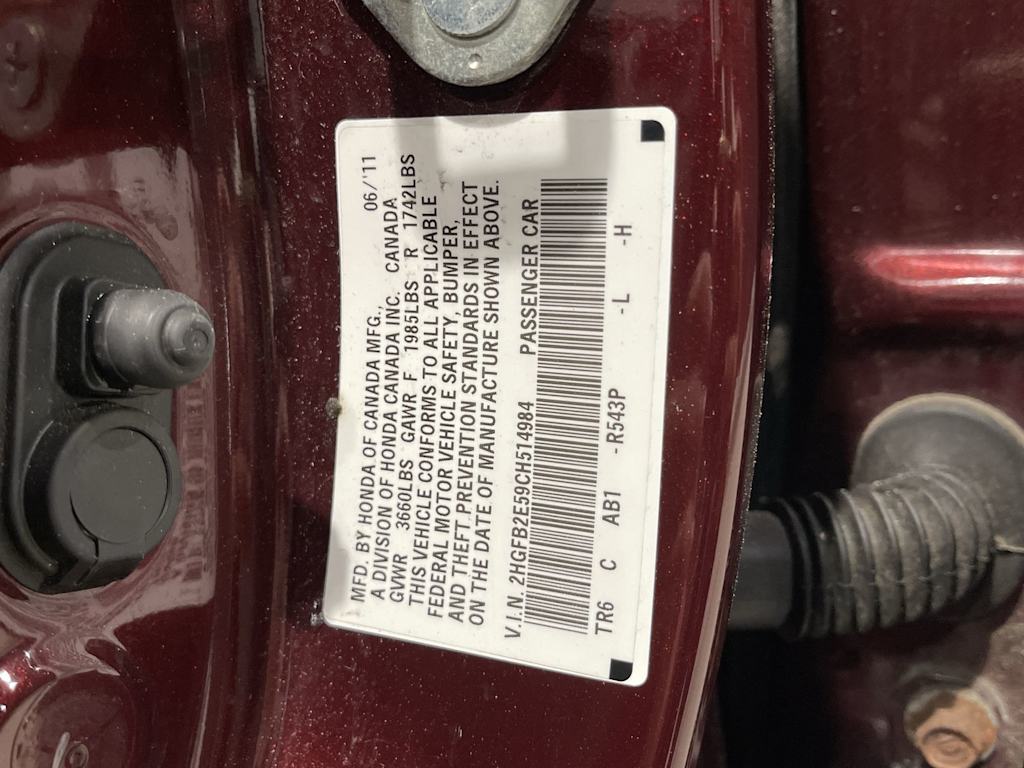 MFD. BY HONDA OF CANADA MFG., 06/'11
A DIVISION OF HONDA CANADA INC. CANADA
GVWR 3660LBS GAWR F 1985LBS R 1742LBS
THIS VEHICLE CONFORMS TO ALL APPLICABLE
FEDERAL MOTOR VEHICLE SAFETY, BUMPER,
AND THEFT PREVENTION STANDARDS IN EFFECT
ON THE DATE OF MANUFACTURE SHOWN ABOVE.
V.I.N. 2HGFB2E59CH514984 PASSENGER CAR
TR6 C AB1 -R543P -L -H